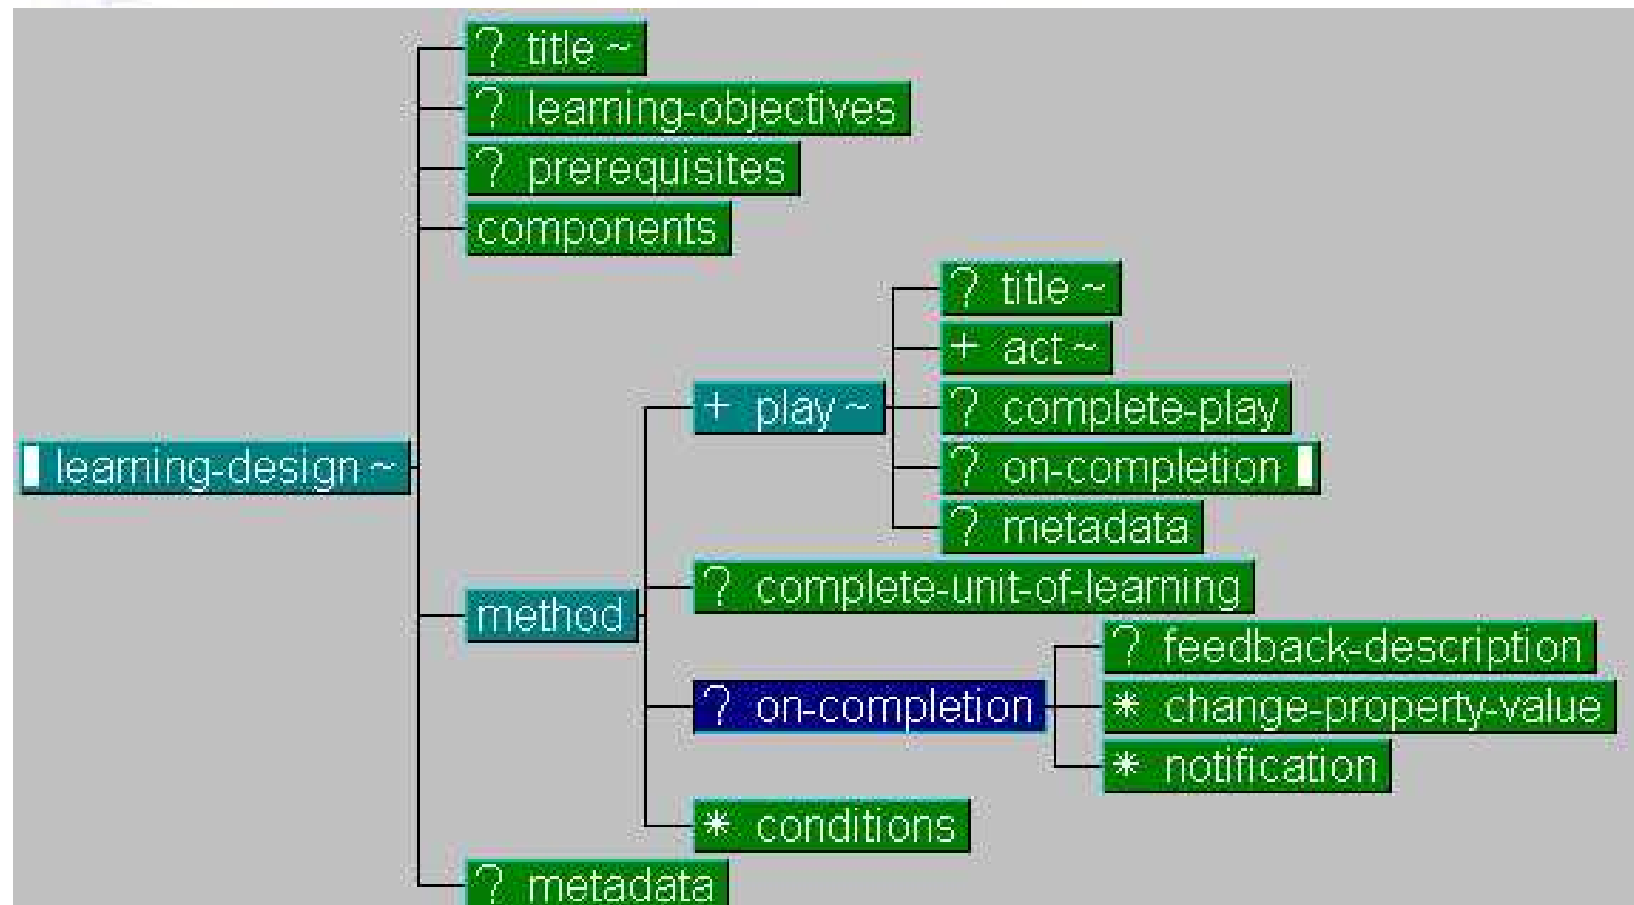 ? title ~
? learning-objectives
? prerequisites
components
? title ~
+ act ~
+ play ~
? complete-play
learning-design ~
? on-completion
? metadata
? complete-unit-of-learning
method
? feedback-description
? on-completion
* change-property-value
* notification
* conditions
? metadata